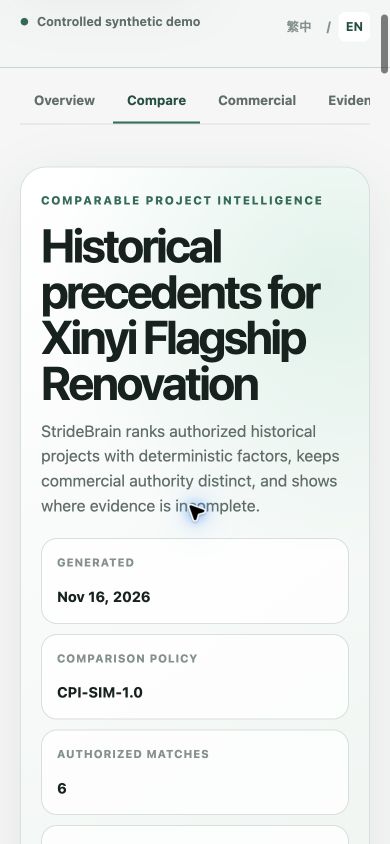 Controlled synthetic demo
繁中 / EN
Overview Compare Commercial Eviden
COMPARABLE PROJECT INTELLIGENCE
Historical
precedents for
Xinyi Flagship
Renovation
StrideBrain ranks authorized historical
projects with deterministic factors, keeps
commercial authority distinct, and shows
where evidence is incomplete.
GENERATED
Nov 16, 2026
COMPARISON POLICY
CPI-SIM-1.0
AUTHORIZED MATCHES
6